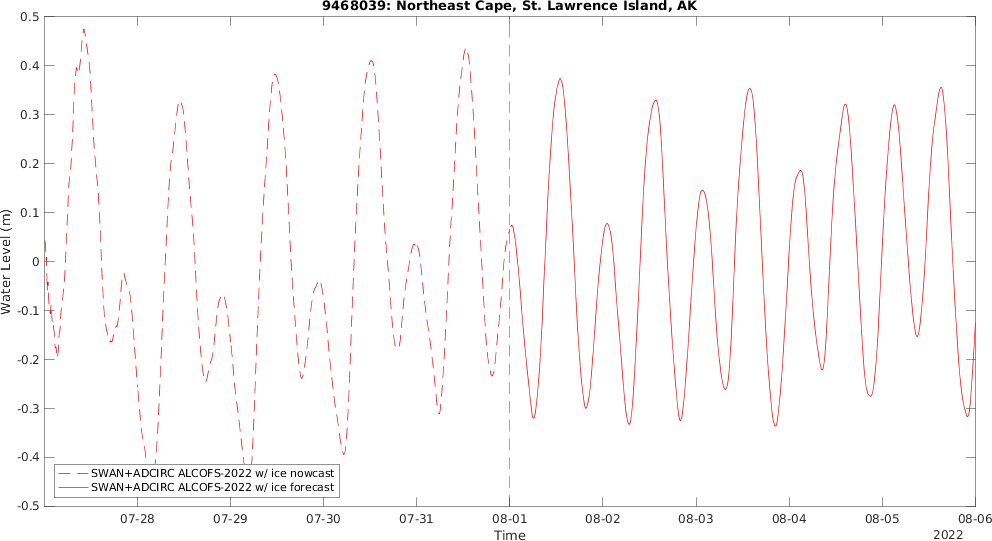 9468039: Northeast Cape, St. Lawrence Island, AK
0.5
0.4
0.3
0.2
0.1
0
-0.1
-0.2
-0.3
-0.4
-0.5
Water Level (m)
SWAN+ADCIRC ALCOFS-2022 w/ ice nowcast
SWAN+ADCIRC ALCOFS-2022 w/ ice forecast
07-28 07-29 07-30 07-31 08-01 08-02 08-03 08-04 08-05 08-06
Time
2022